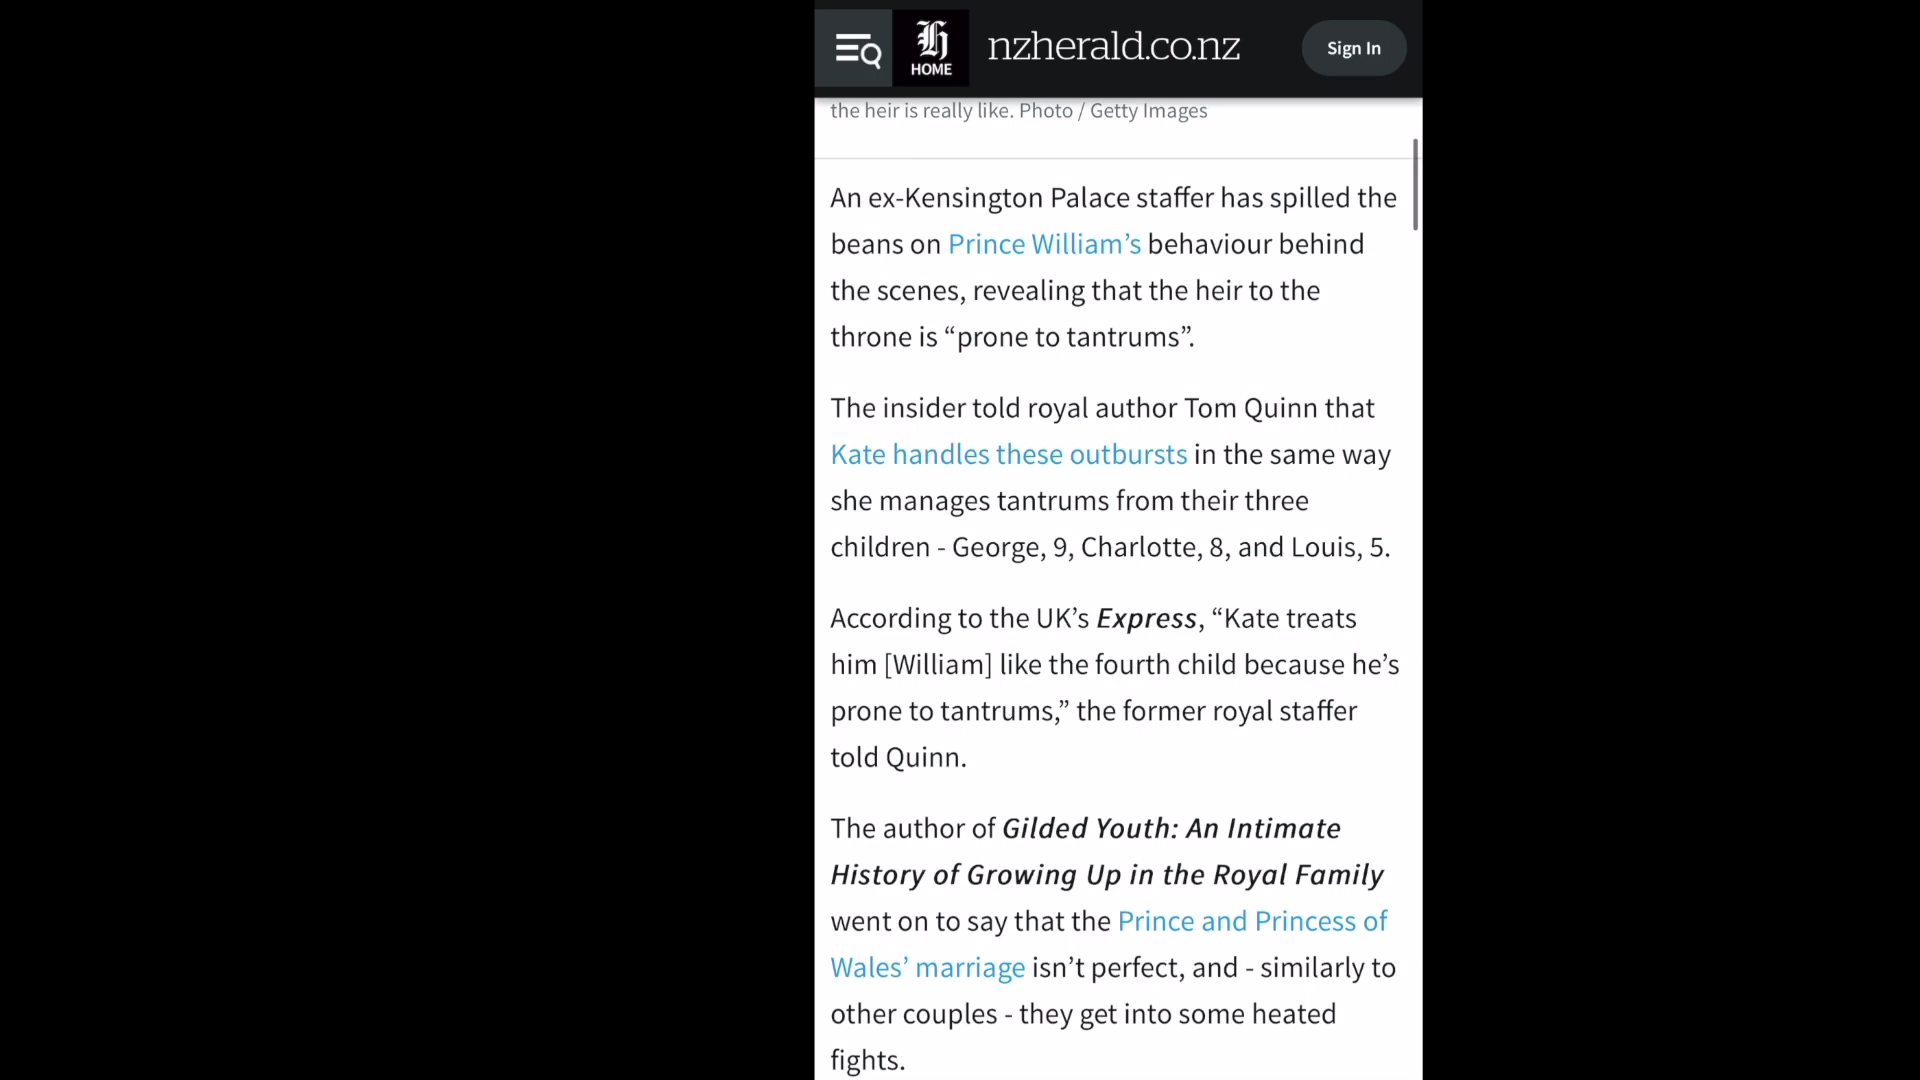 HOME
nzherald.co.nz
Sign In
the heir is really like. Photo / Getty Images
An ex-Kensington Palace staffer has spilled the
beans on Prince William’s behaviour behind
the scenes, revealing that the heir to the
throne is “prone to tantrums”.
The insider told royal author Tom Quinn that
Kate handles these outbursts in the same way
she manages tantrums from their three
children - George, 9, Charlotte, 8, and Louis, 5.
According to the UK’s Express, “Kate treats
him [William] like the fourth child because he’s
prone to tantrums,” the former royal staffer
told Quinn.
The author of Gilded Youth: An Intimate
History of Growing Up in the Royal Family
went on to say that the Prince and Princess of
Wales’ marriage isn’t perfect, and - similarly to
other couples - they get into some heated
fights.